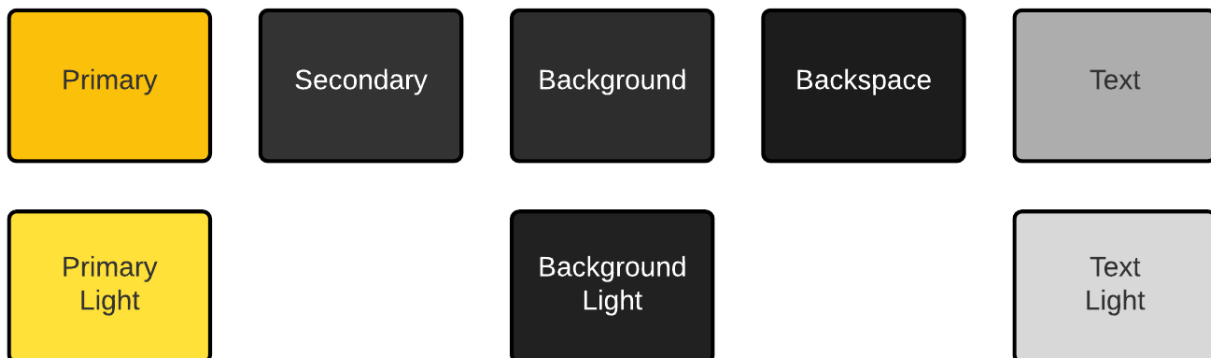 Primary
Secondary
Background
Backspace
Text
Primary
Light
Background
Light
Text
Light